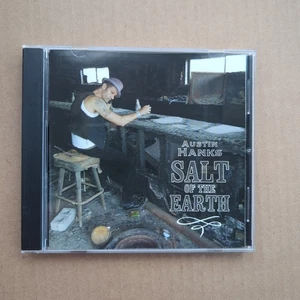 AUSTIN
HANKS
SALT
OF THE
EARTH